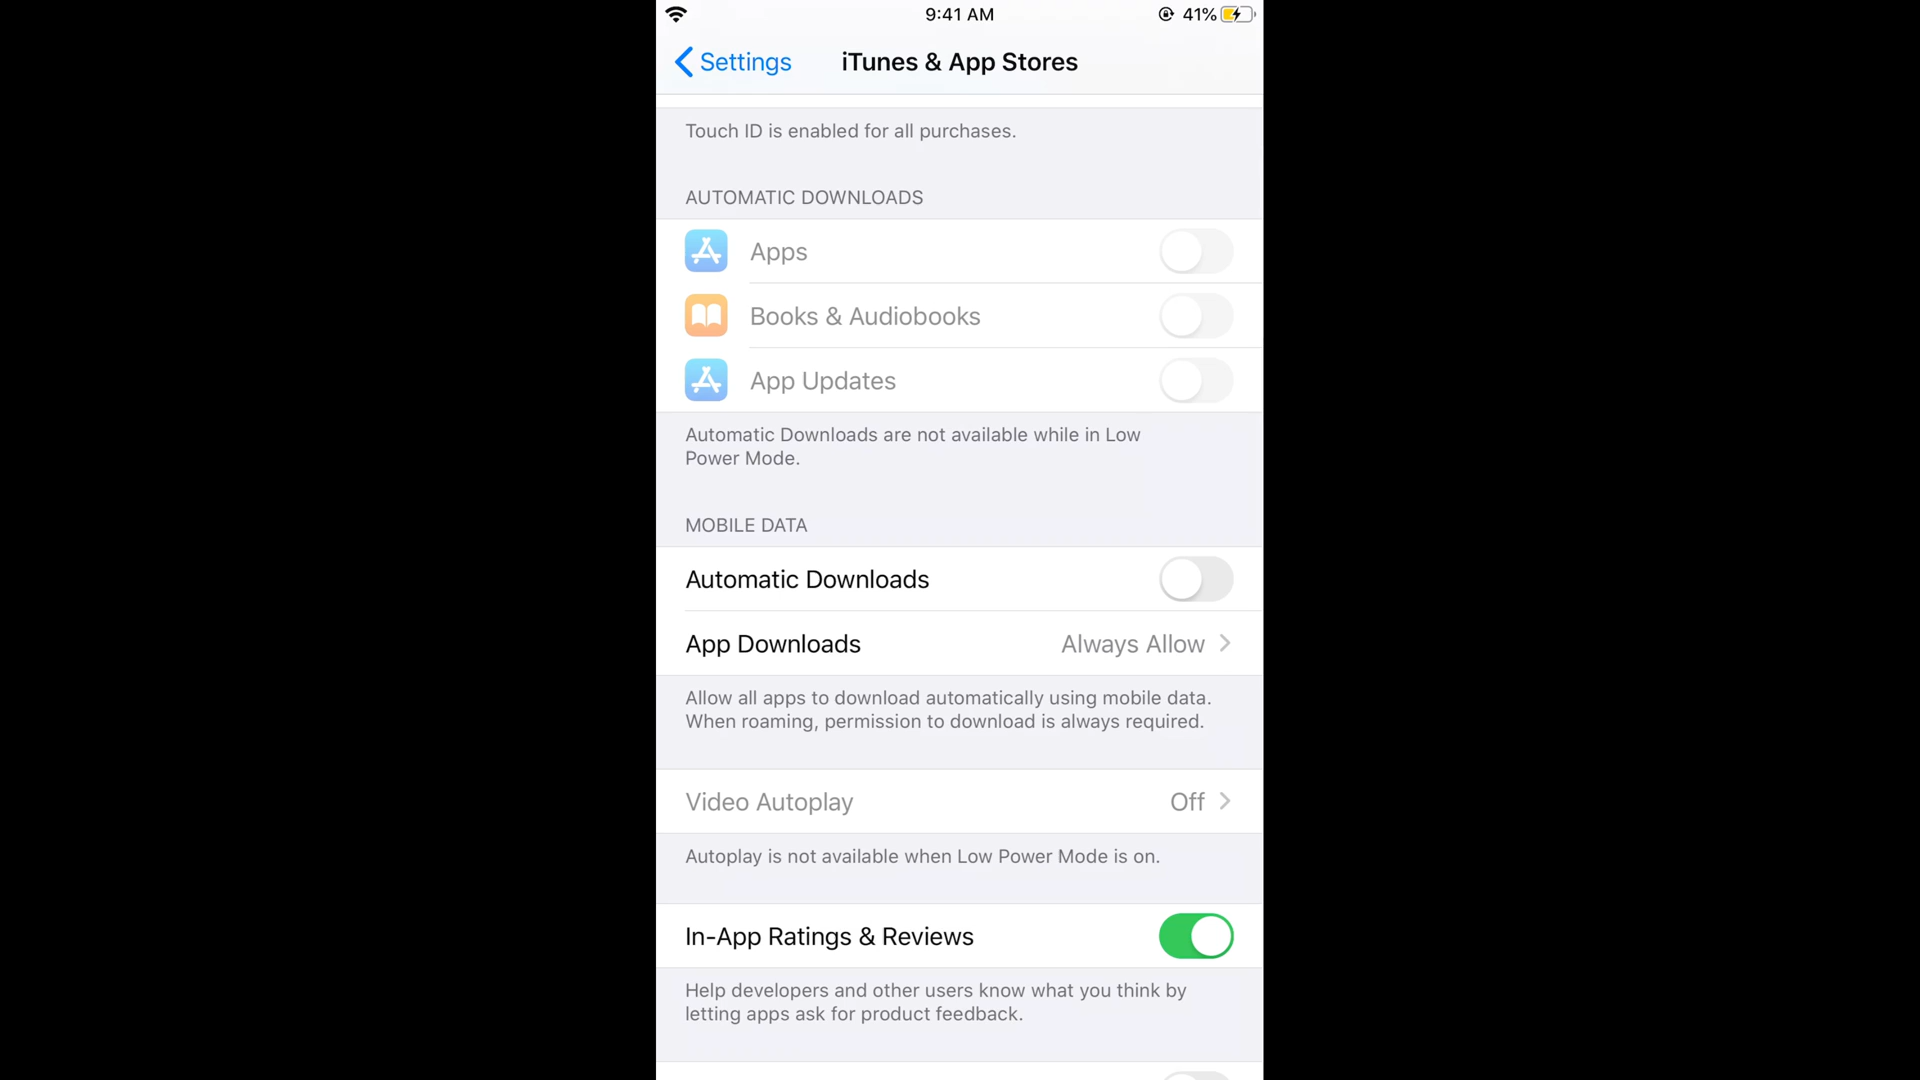 9:41 AM
41%
Settings
iTunes & App Stores
Touch ID is enabled for all purchases.
AUTOMATIC DOWNLOADS
Apps
Books & Audiobooks
App Updates
Automatic Downloads are not available while in Low
Power Mode.
MOBILE DATA
Automatic Downloads
App Downloads Always Allow
Allow all apps to download automatically using mobile data.
When roaming, permission to download is always required.
Video Autoplay Off
Autoplay is not available when Low Power Mode is on.
In-App Ratings & Reviews
Help developers and other users know what you think by
letting apps ask for product feedback.